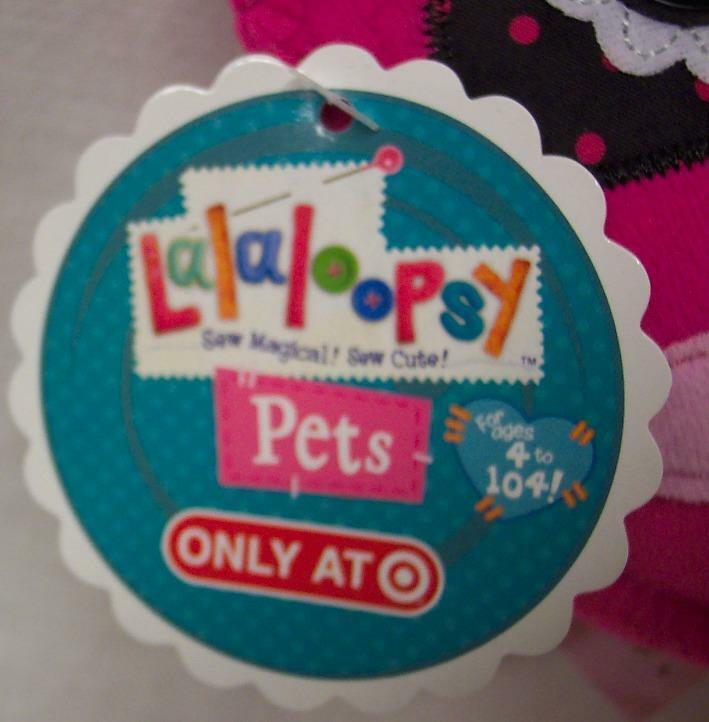 Lalaloopsy
Sew Magical! Sew Cute! ™
Pets
For
ages
4 to
104!
ONLY AT